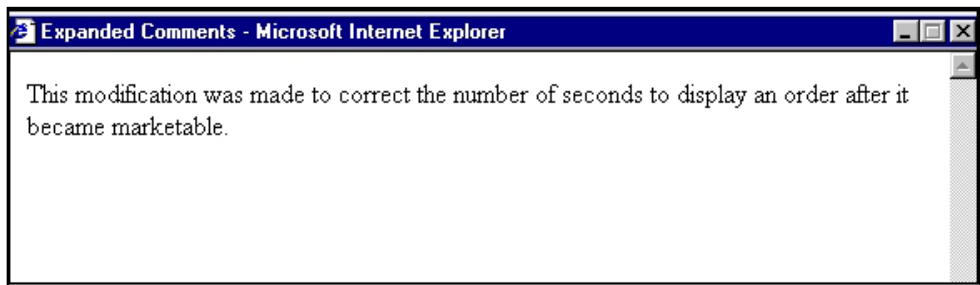 Expanded Comments - Microsoft Internet Explorer
This modification was made to correct the number of seconds to display an order after it
became marketable.